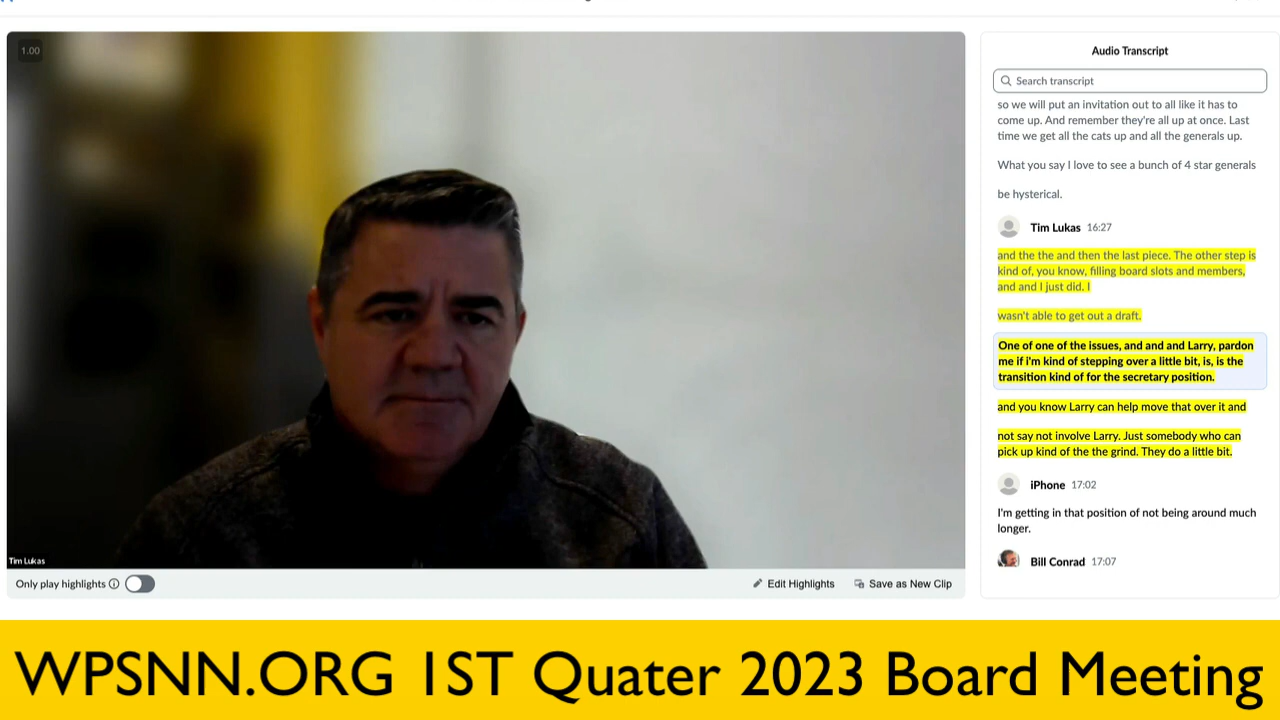 1.00
Tim Lukas
Only play highlights
Edit Highlights
Save as New Clip
Audio Transcript
Search transcript
so we will put an invitation out to all like it has to
come up. And remember they're all up at once. Last
time we get all the cats up and all the generals up.
What you say I love to see a bunch of 4 star generals
be hysterical.
Tim Lukas 16:27
and the the and then the last piece. The other step is
kind of, you know, filling board slots and members,
and and I just did. I
wasn't able to get out a draft.
One of one of the issues, and and and Larry, pardon
me if i'm kind of stepping over a little bit, is, is the
transition kind of for the secretary position.
and you know Larry can help move that over it and
not say not involve Larry. Just somebody who can
pick up kind of the the grind. They do a little bit.
iPhone 17:02
I'm getting in that position of not being around much
longer.
Bill Conrad 17:07
WPSNN.ORG 1ST Quater 2023 Board Meeting